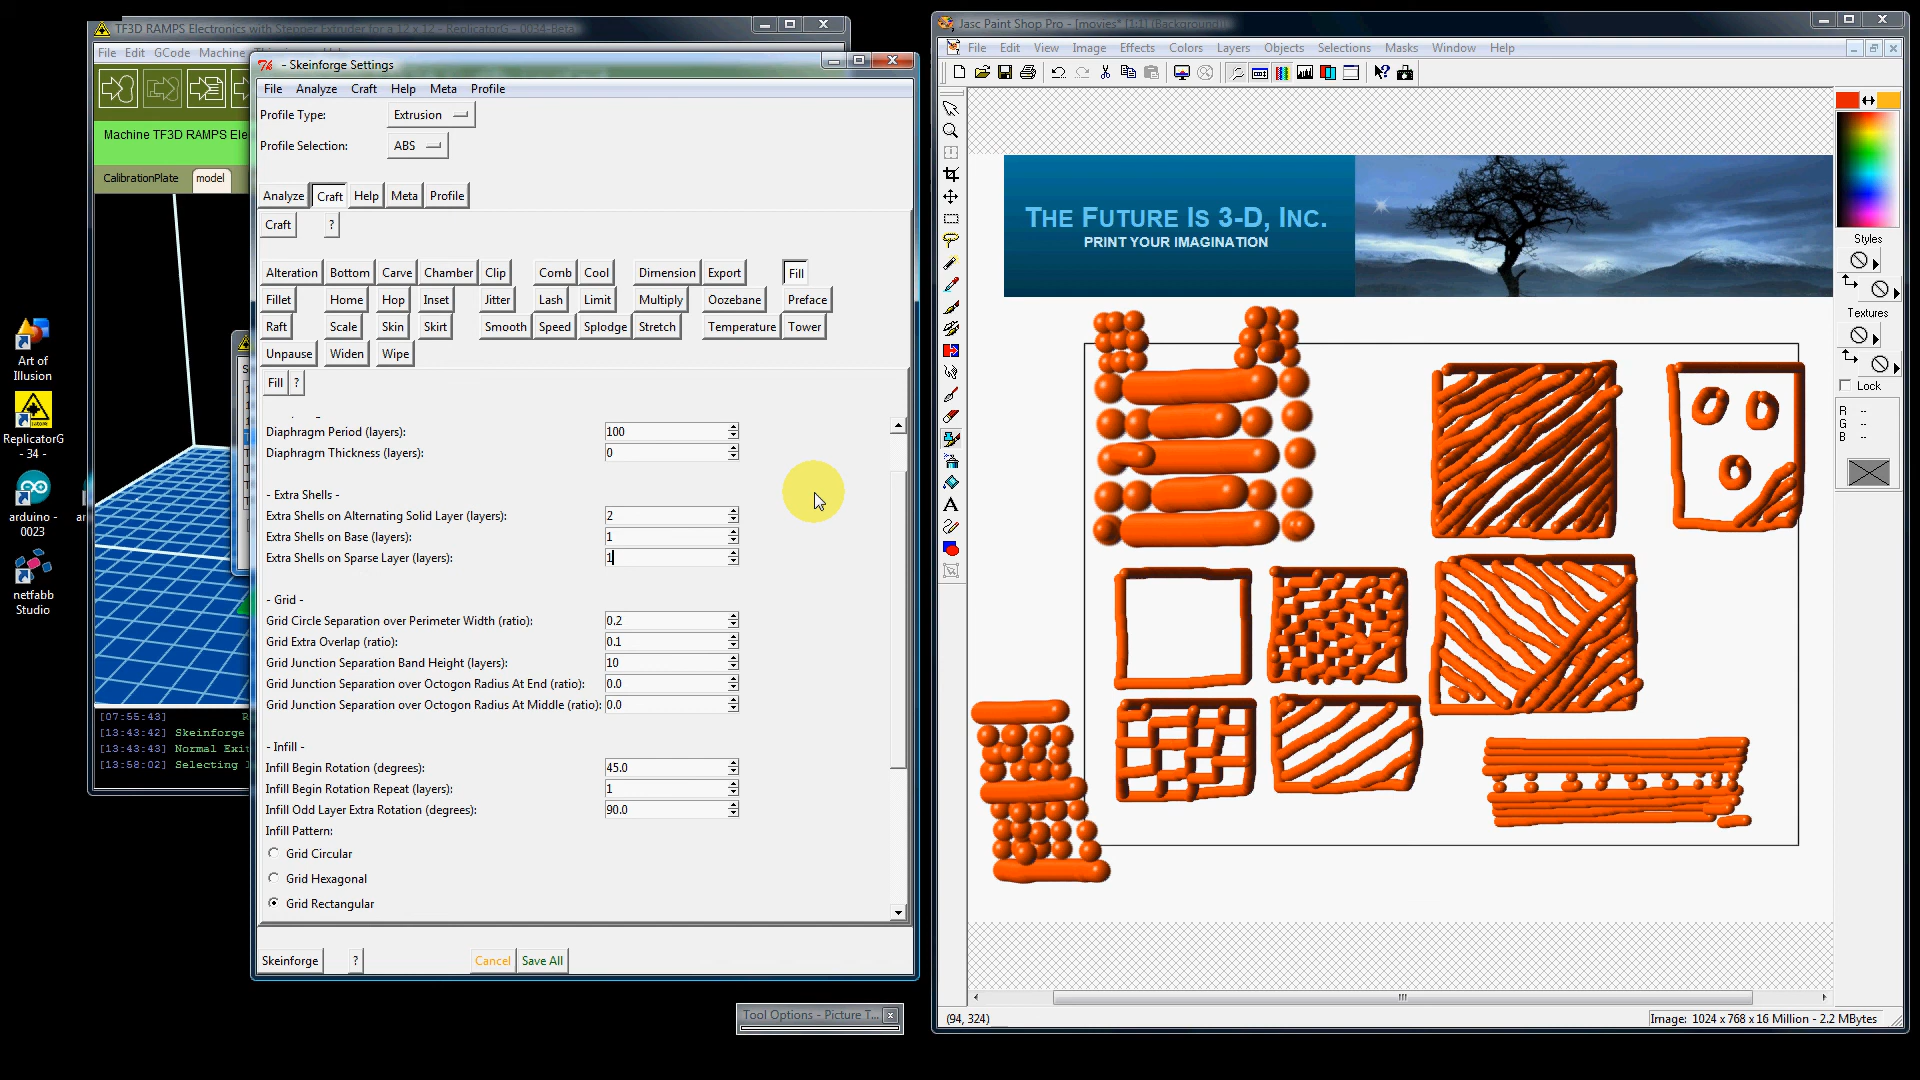 TF3D RAMPS Electronics with Stepper Extruder for a 12 x 12 - ReplicatorG - 0034-Beta
File Edit GCode Machine
Machine TF3D RAMPS Ele
CalibrationPlate model
[07:55:43] R
[13:43:42] Skeinforge
[13:43:43] Normal Exi
[13:58:02] Selecting
Art of
Illusion
ReplicatorG
- 34 -
arduino -
0023
netfabb
Studio
- Skeinforge Settings
File Analyze Craft Help Meta Profile
Profile Type: Extrusion
Profile Selection: ABS
Analyze Craft Help Meta Profile
Craft ?
Alteration Bottom Carve Chamber Clip Comb Cool Dimension Export Fill
Fillet Home Hop Inset Jitter Lash Limit Multiply Oozebane Preface
Raft Scale Skin Skirt Smooth Speed Splodge Stretch Temperature Tower
Unpause Widen Wipe
Fill ?
Diaphragm Period (layers): 100
Diaphragm Thickness (layers): 0
- Extra Shells -
Extra Shells on Alternating Solid Layer (layers): 2
Extra Shells on Base (layers): 1
Extra Shells on Sparse Layer (layers): 1
- Grid -
Grid Circle Separation over Perimeter Width (ratio): 0.2
Grid Extra Overlap (ratio): 0.1
Grid Junction Separation Band Height (layers): 10
Grid Junction Separation over Octogon Radius At End (ratio): 0.0
Grid Junction Separation over Octogon Radius At Middle (ratio): 0.0
- Infill -
Infill Begin Rotation (degrees): 45.0
Infill Begin Rotation Repeat (layers): 1
Infill Odd Layer Extra Rotation (degrees): 90.0
Infill Pattern:
Grid Circular
Grid Hexagonal
Grid Rectangular
Skeinforge ? Cancel Save All
Tool Options - Picture T...
Jasc Paint Shop Pro - [movies* [1:1] (Background)]
File Edit View Image Effects Colors Layers Objects Selections Masks Window Help
THE FUTURE IS 3-D, INC.
PRINT YOUR IMAGINATION
Styles
Textures
Lock
R --
G --
B --
(94, 324)
Image: 1024 x 768 x 16 Million - 2.2 MBytes